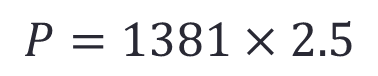 P = 1381 × 2.5